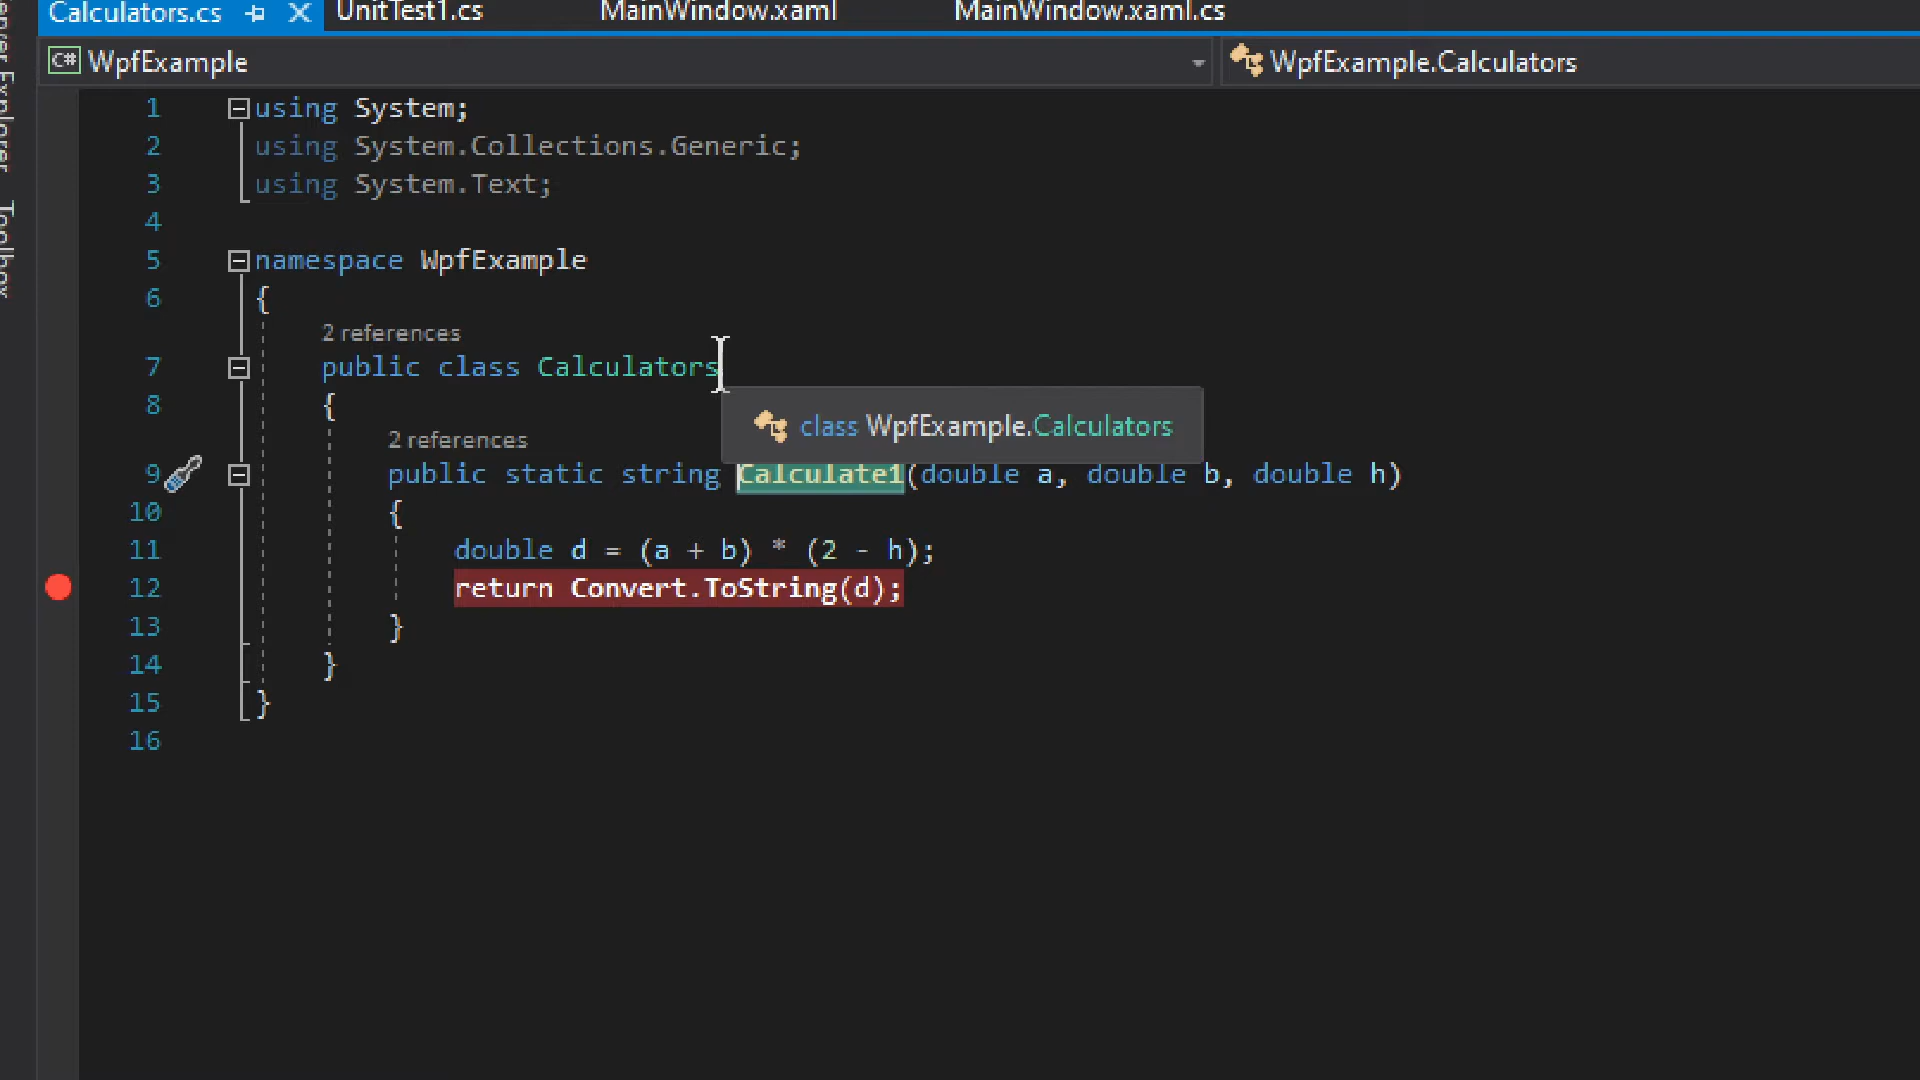 Calculators.cs UnitTest1.cs MainWindow.xaml MainWindow.xaml.cs
C# WpfExample WpfExample.Calculators
Explorer
Toolbox
1 using System;
2 using System.Collections.Generic;
3 using System.Text;
4
5 namespace WpfExample
6 {
2 references
7 public class Calculators
8 {
class WpfExample.Calculators
2 references
9 public static string Calculate1(double a, double b, double h)
10 {
11 double d = (a + b) * (2 - h);
12 return Convert.ToString(d);
13 }
14 }
15 }
16